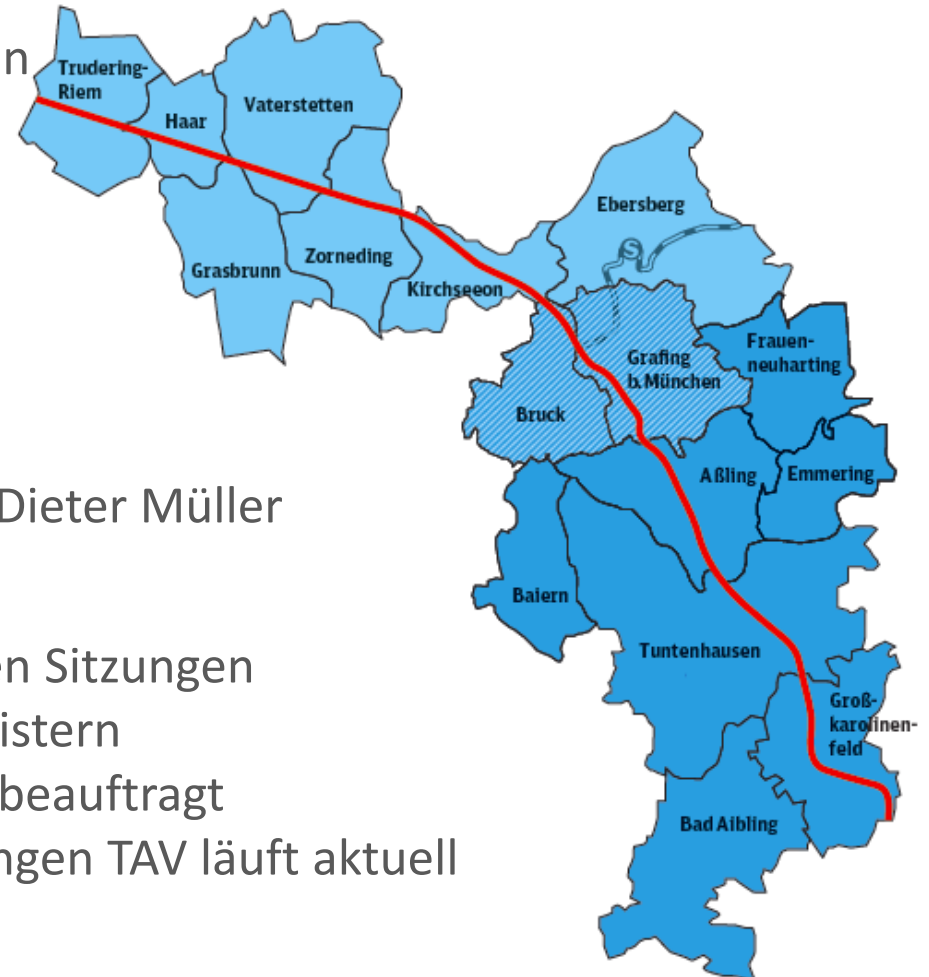 n
Trudering-
Riem
Haar
Vaterstetten
Ebersberg
S
Zorneding
Grasbrunn
Kirchseeon
Frauen-
neuharting
Grafing
b.München
Bruck
Aßling
Emmering
Dieter Müller
Baiern
en Sitzungen
Tuntenhausen
istern
Groß-
karolinen-
feld
beauftragt
Bad Aibling
ngen TAV läuft aktuell